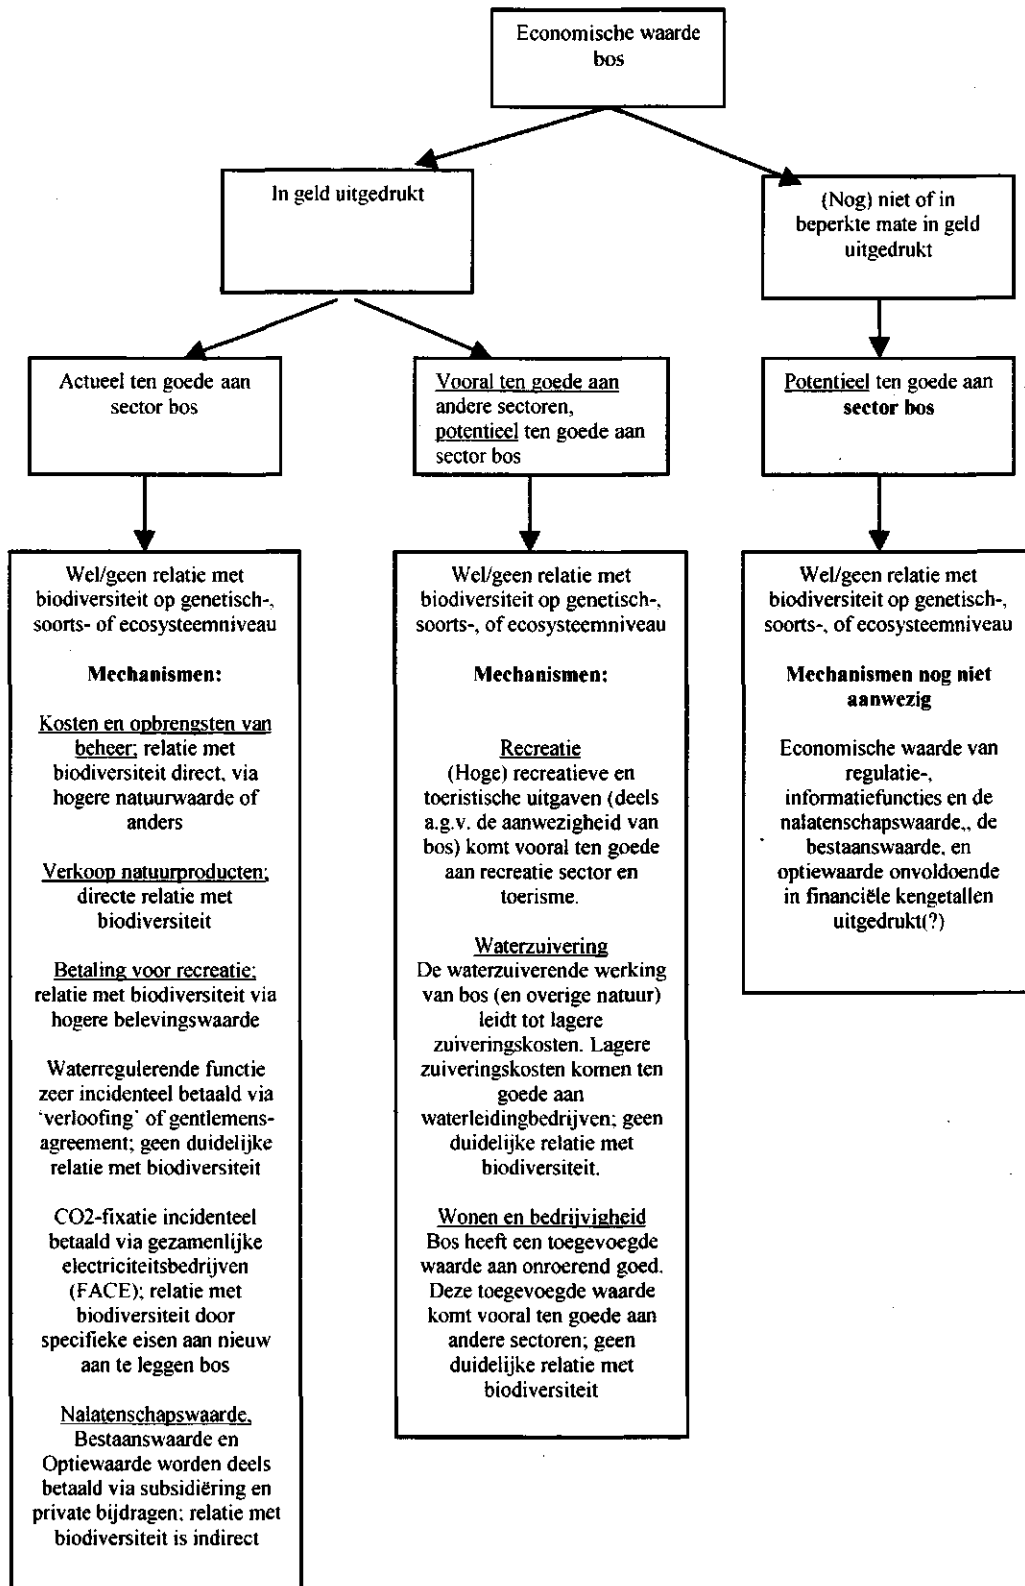 Economische waarde
bos
In geld uitgedrukt
(Nog) niet of in
beperkte mate in geld
uitgedrukt
Actueel ten goede aan
sector bos
Vooral ten goede aan
andere sectoren,
potentieel ten goede aan
sector bos
Potentieel ten goede aan
sector bos
Wel/geen relatie met
biodiversiteit op genetisch-,
soorts- of ecosysteemniveau
Mechanismen:
Kosten en opbrengsten van
beheer; relatie met
biodiversiteit direct, via
hogere natuurwaarde of
anders
Verkoop natuurproducten;
directe relatie met
biodiversiteit
Betaling voor recreatie;
relatie met biodiversiteit via
hogere belevingswaarde
Waterregulerende functie
zeer incidenteel betaald via
'verloofing' of gentlemens-
agreement; geen duidelijke
relatie met biodiversiteit
CO2-fixatie incidenteel
betaald via gezamenlijke
electriciteitsbedrijven
(FACE); relatie met
biodiversiteit door
specifieke eisen aan nieuw
aan te leggen bos
Nalatenschapswaarde,
Bestaanswaarde en
Optiewaarde worden deels
betaald via subsidiëring en
private bijdragen; relatie met
biodiversiteit is indirect
Wel/geen relatie met
biodiversiteit op genetisch-,
soorts-, of ecosysteemniveau
Mechanismen:
Recreatie
(Hoge) recreatieve en
toeristische uitgaven (deels
a.g.v. de aanwezigheid van
bos) komt vooral ten goede
aan recreatie sector en
toerisme.
Waterzuivering
De waterzuiverende werking
van bos (en overige natuur)
leidt tot lagere
zuiveringskosten. Lagere
zuiveringskosten komen ten
goede aan
waterleidingbedrijven; geen
duidelijke relatie met
biodiversiteit.
Wonen en bedrijvigheid
Bos heeft een toegevoegde
waarde aan onroerend goed.
Deze toegevoegde waarde
komt vooral ten goede aan
andere sectoren; geen
duidelijke relatie met
biodiversiteit
Wel/geen relatie met
biodiversiteit op genetisch-,
soorts-, of ecosysteemniveau
Mechanismen nog niet
aanwezig
Economische waarde van
regulatie-,
informatiefuncties en de
nalatenschapswaarde,, de
bestaanswaarde, en
optiewaarde onvoldoende
in financiële kengetallen
uitgedrukt(?)